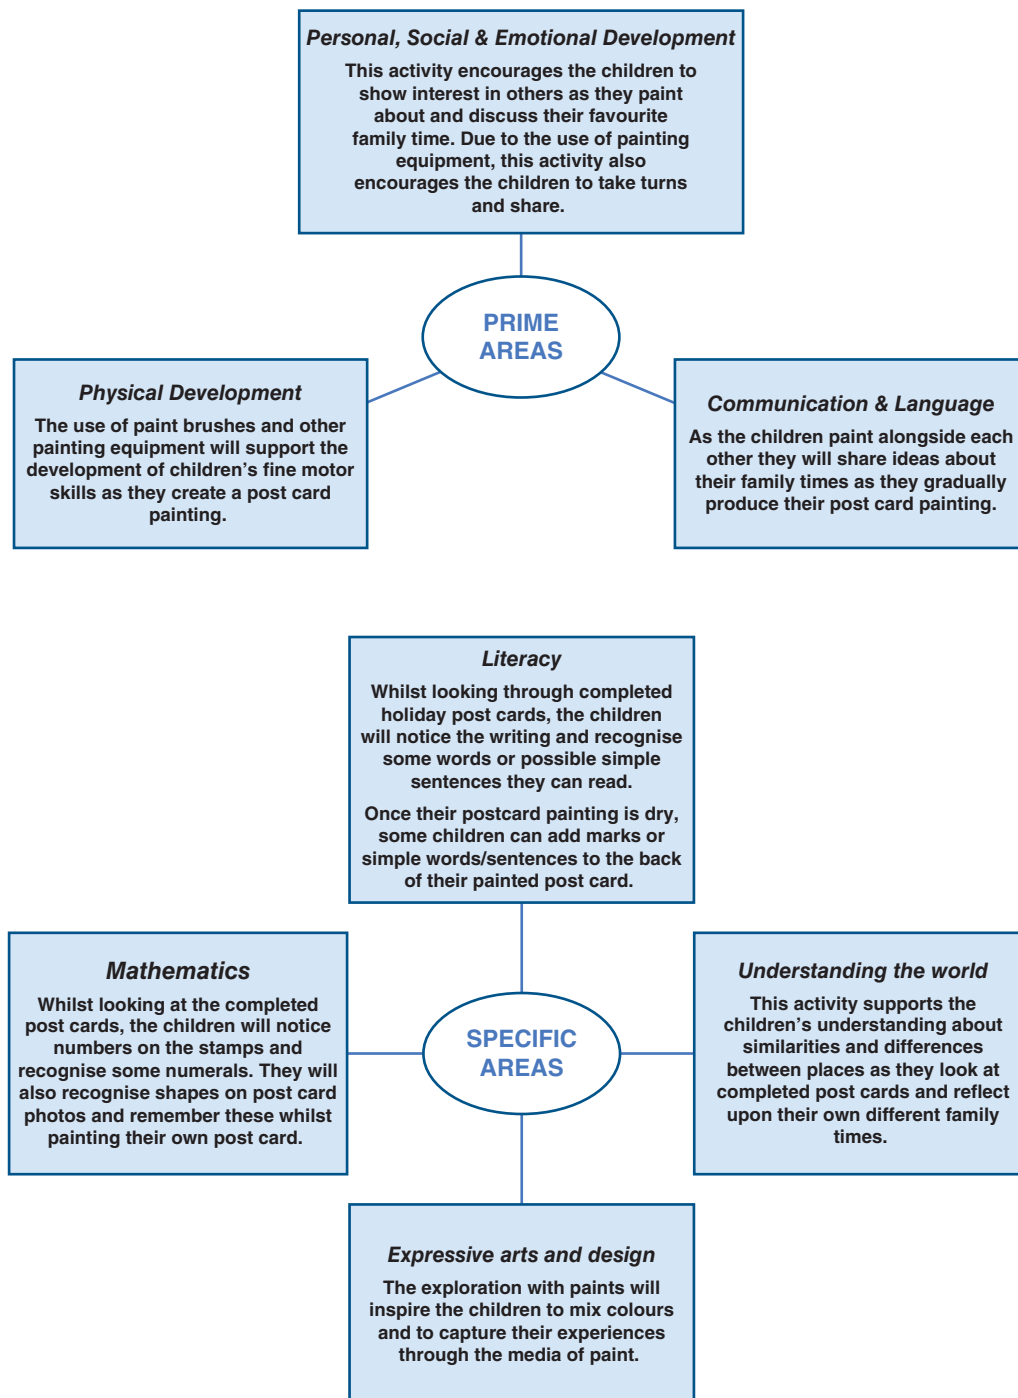 Personal, Social & Emotional Development
This activity encourages the children to
show interest in others as they paint
about and discuss their favourite
family time. Due to the use of painting
equipment, this activity also
encourages the children to take turns
and share.
PRIME
AREAS
Physical Development
The use of paint brushes and other
painting equipment will support the
development of children's fine motor
skills as they create a post card
painting.
Communication & Language
As the children paint alongside each
other they will share ideas about
their family times as they gradually
produce their post card painting.
Literacy
Whilst looking through completed
holiday post cards, the children
will notice the writing and recognise
some words or possible simple
sentences they can read.
Once their postcard painting is dry,
some children can add marks or
simple words/sentences to the back
of their painted post card.
Mathematics
Whilst looking at the completed
post cards, the children will notice
numbers on the stamps and
recognise some numerals. They will
also recognise shapes on post card
photos and remember these whilst
painting their own post card.
SPECIFIC
AREAS
Understanding the world
This activity supports the
children's understanding about
similarities and differences
between places as they look at
completed post cards and reflect
upon their own different family
times.
Expressive arts and design
The exploration with paints will
inspire the children to mix colours
and to capture their experiences
through the media of paint.